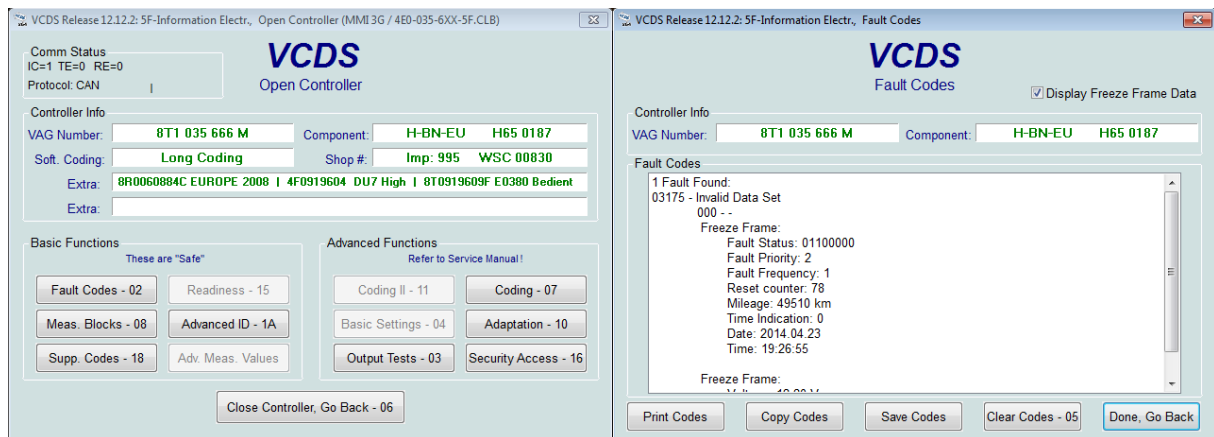 VCDS Release 12.12.2: 5F-Information Electr., Open Controller (MMI 3G / 4E0-035-6XX-5F.CLB)
Comm Status
IC=1 TE=0 RE=0
Protocol: CAN
VCDS
Open Controller
Controller Info
VAG Number: 8T1 035 666 M Component: H-BN-EU H65 0187
Soft. Coding: Long Coding Shop #: Imp: 995 WSC 00830
Extra: 8R0060884C EUROPE 2008 | 4F0919604 DU7 High | 8T0919609F E0380 Bedient
Extra:
Basic Functions
These are "Safe"
Fault Codes - 02 Readiness - 15
Meas. Blocks - 08 Advanced ID - 1A
Supp. Codes - 18 Adv. Meas. Values
Advanced Functions
Refer to Service Manual!
Coding II - 11 Coding - 07
Basic Settings - 04 Adaptation - 10
Output Tests - 03 Security Access - 16
Close Controller, Go Back - 06
VCDS Release 12.12.2: 5F-Information Electr., Fault Codes
VCDS
Fault Codes
Display Freeze Frame Data
Controller Info
VAG Number: 8T1 035 666 M Component: H-BN-EU H65 0187
Fault Codes
1 Fault Found:
03175 - Invalid Data Set
000 - -
Freeze Frame:
Fault Status: 01100000
Fault Priority: 2
Fault Frequency: 1
Reset counter: 78
Mileage: 49510 km
Time Indication: 0
Date: 2014.04.23
Time: 19:26:55
Freeze Frame:
Print Codes Copy Codes Save Codes Clear Codes - 05 Done, Go Back